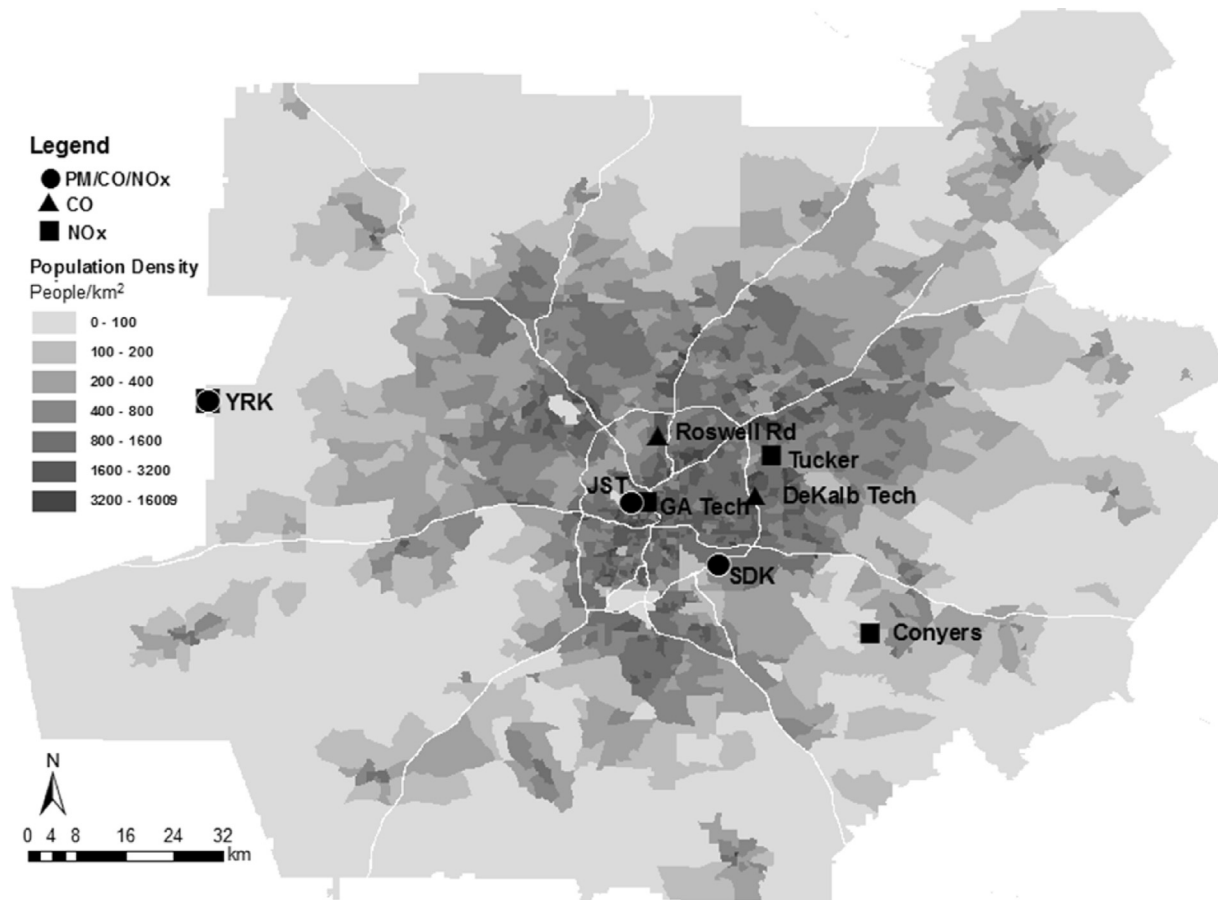 Legend
PM/CO/NOx
CO
NOx
Population Density
People/km²
0 - 100
100 - 200
200 - 400
400 - 800
800 - 1600
1600 - 3200
3200 - 16009
YRK
Roswell Rd
Tucker
JST
GA Tech
DeKalb Tech
SDK
Conyers
N
0 4 8 16 24 32
km